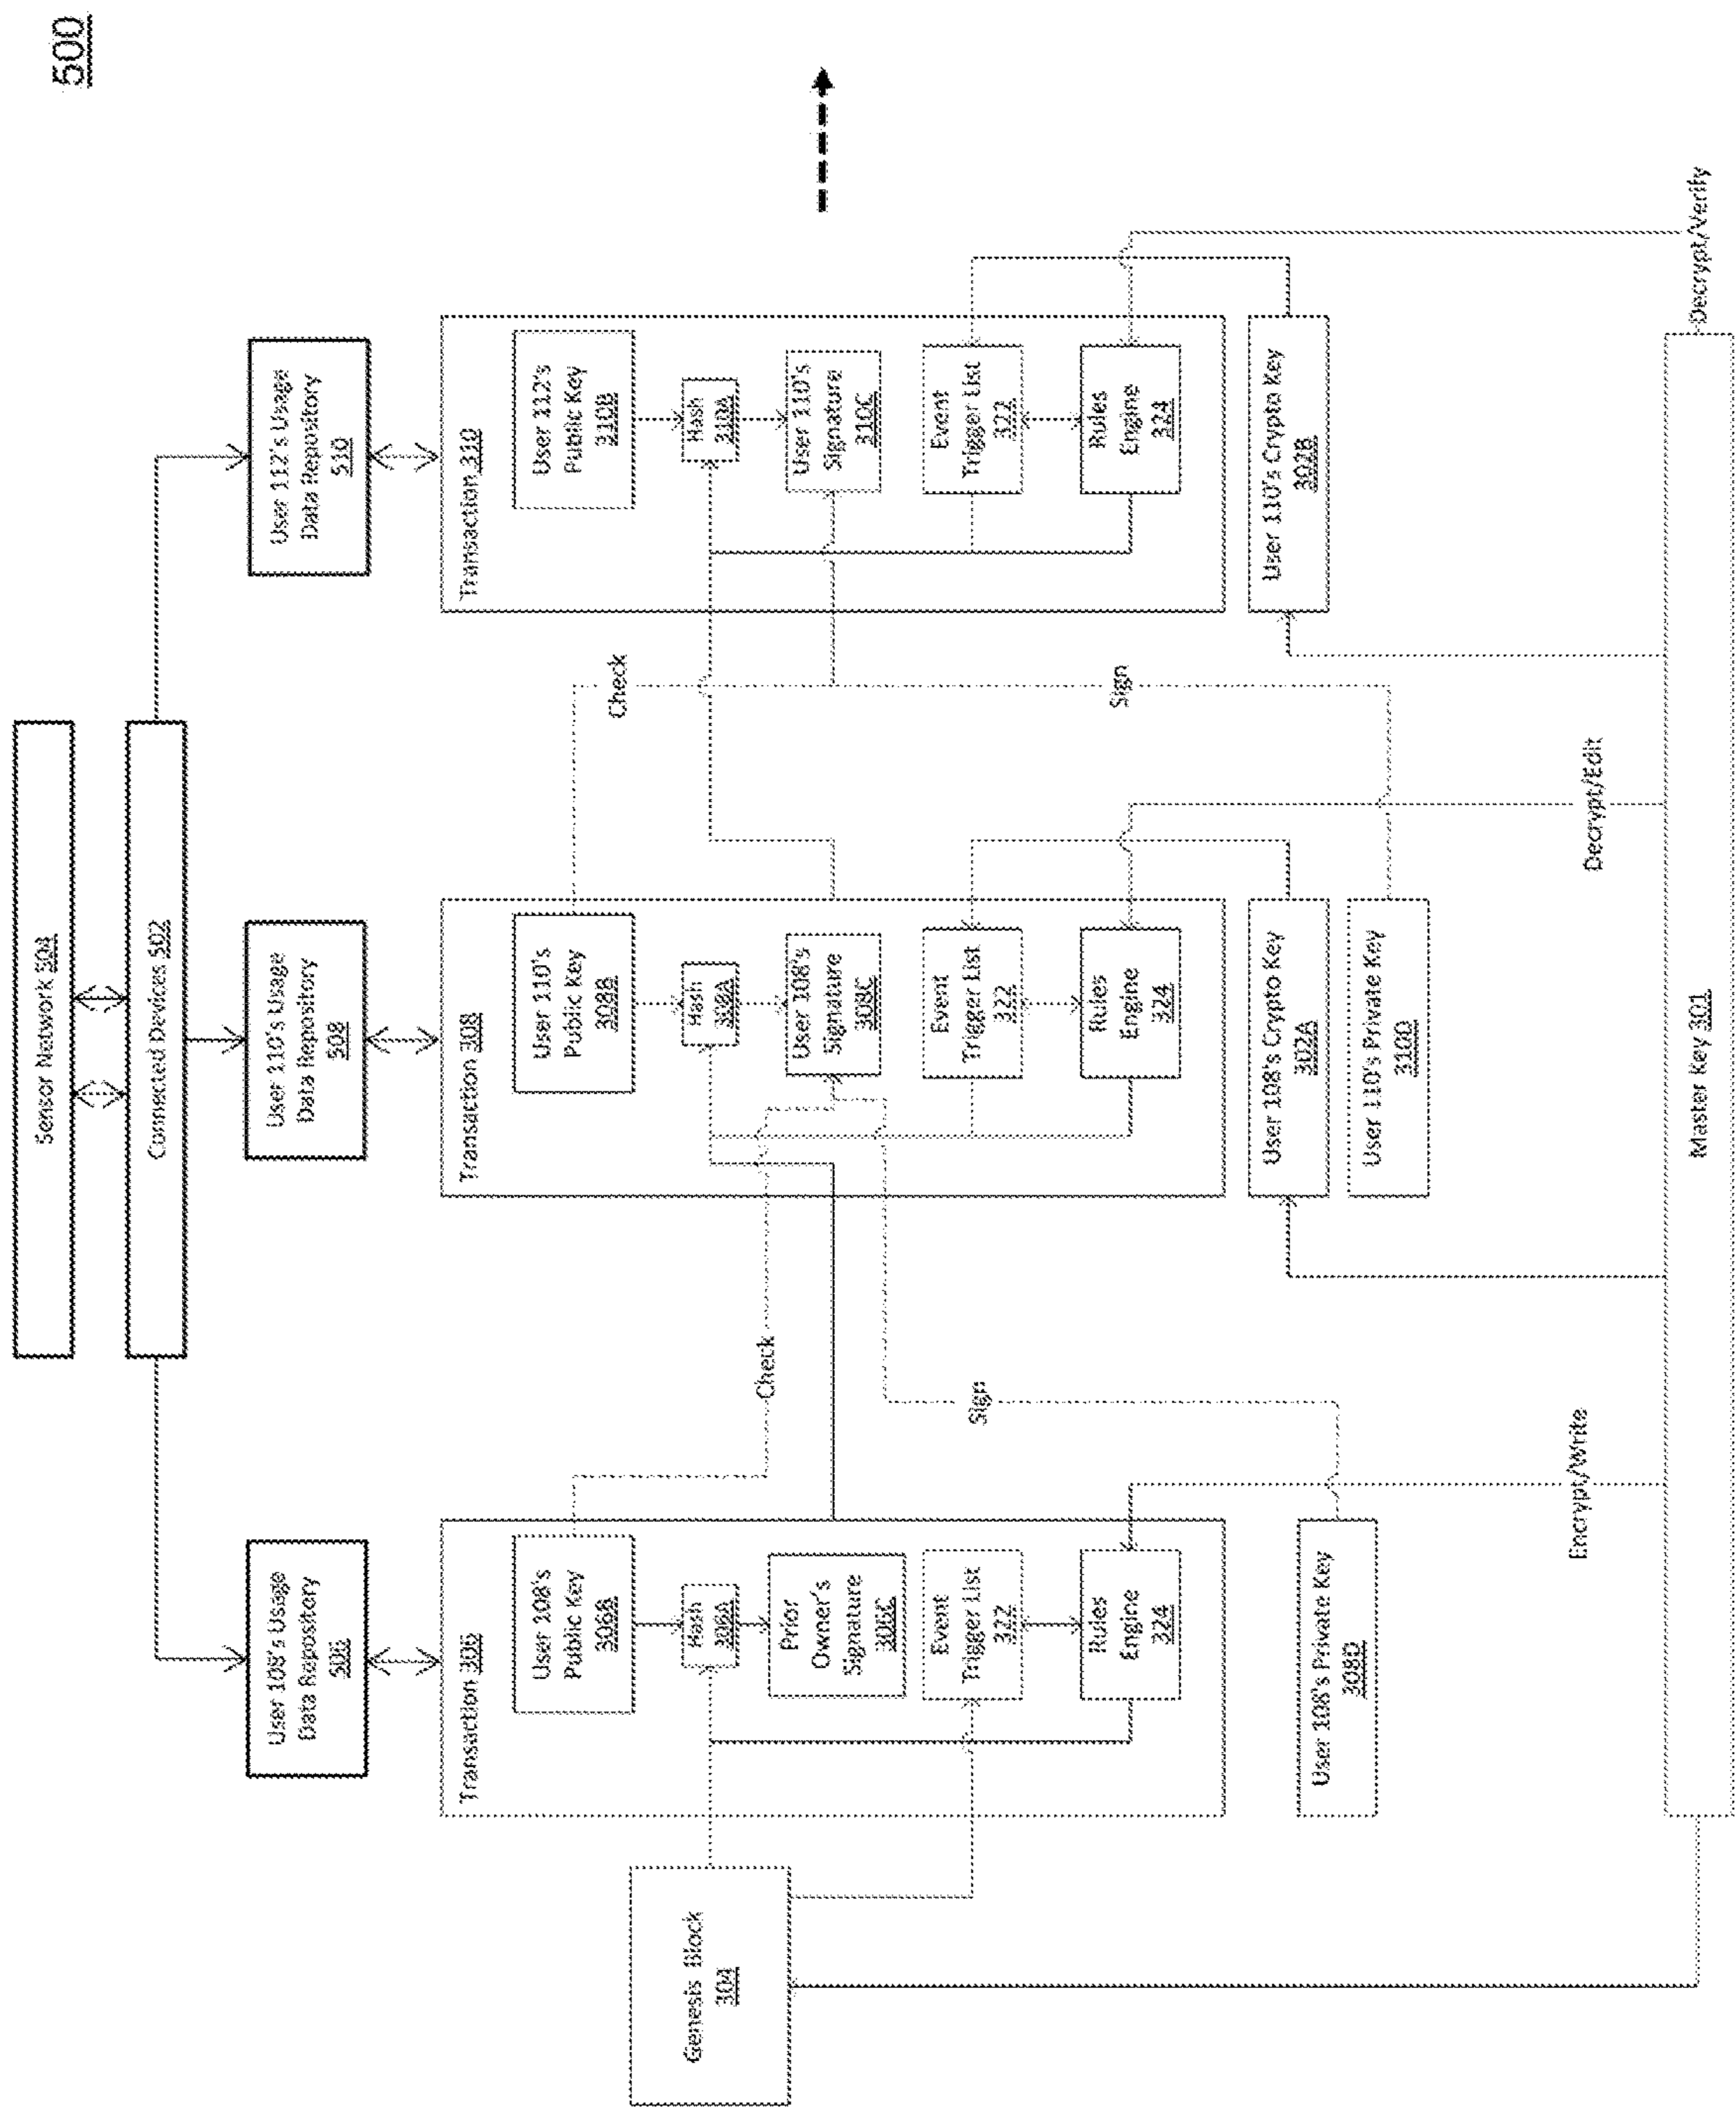 500
Sensor Network 504
Connected Devices 502
User 108's Usage
Data Repository
506
User 110's Usage
Data Repository
508
User 112's Usage
Data Repository
510
Genesis Block
304
Transaction 306
User 108's
Public Key
306B
Hash
306A
Prior
Owner's
Signature
306C
Event
Trigger List
322
Rules
Engine
324
User 108's Private Key
308D
Check
Sign
Encrypt/Write
Transaction 308
User 110's
Public Key
308B
Hash
308A
User 108's
Signature
308C
Event
Trigger List
322
Rules
Engine
324
User 108's Crypto Key
302A
User 110's Private Key
310D
Check
Sign
Decrypt/Edit
Transaction 310
User 112's
Public Key
310B
Hash
310A
User 110's
Signature
310C
Event
Trigger List
322
Rules
Engine
324
User 110's Crypto Key
302B
Decrypt/Verify
Master Key 301